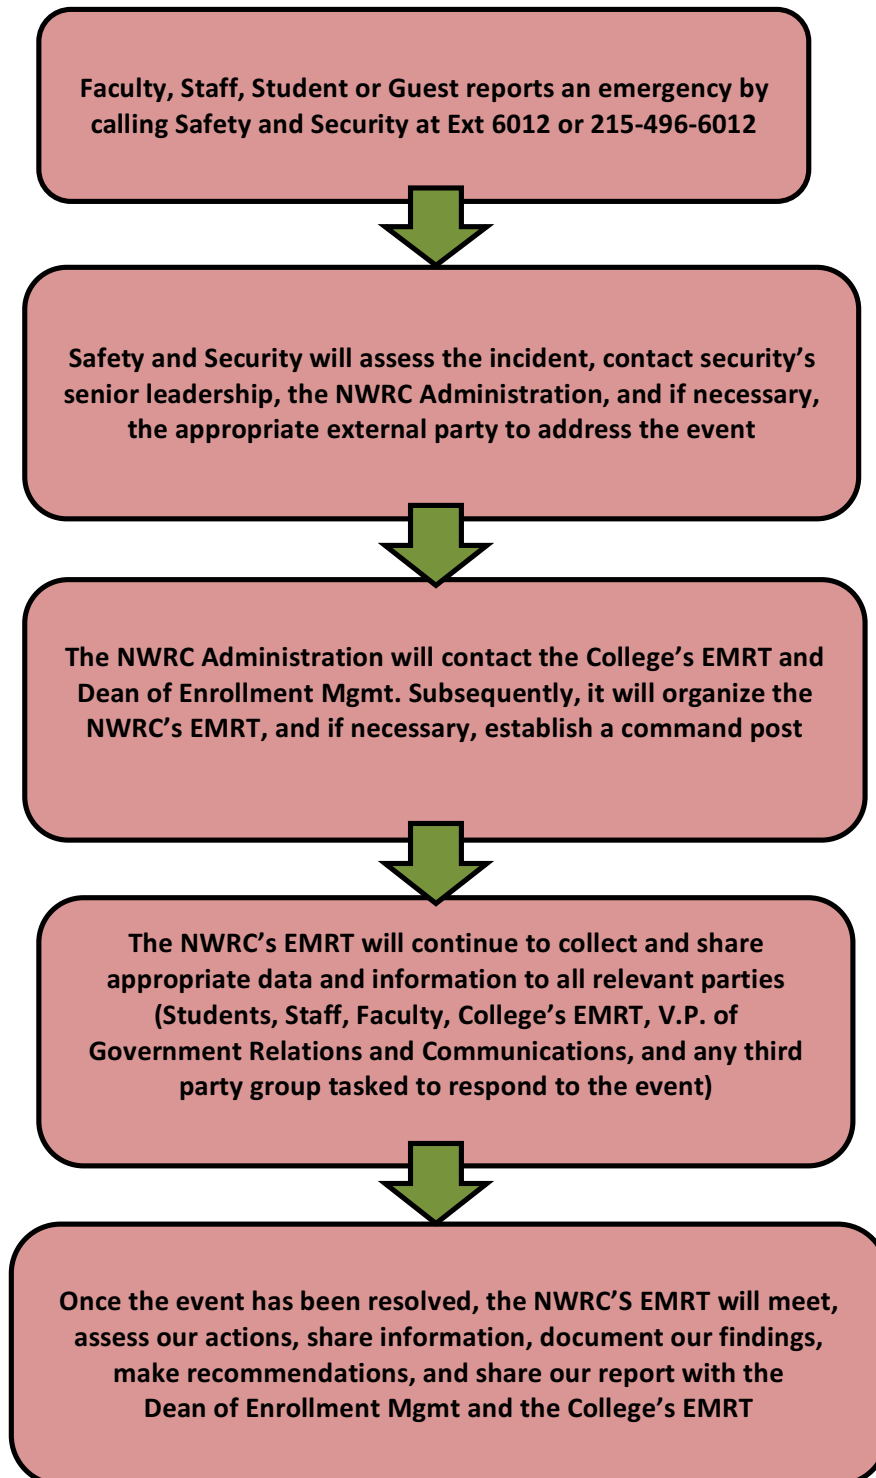 Faculty, Staff, Student or Guest reports an emergency by
calling Safety and Security at Ext 6012 or 215-496-6012
Safety and Security will assess the incident, contact security’s
senior leadership, the NWRC Administration, and if necessary,
the appropriate external party to address the event
The NWRC Administration will contact the College’s EMRT and
Dean of Enrollment Mgmt. Subsequently, it will organize the
NWRC’s EMRT, and if necessary, establish a command post
The NWRC’s EMRT will continue to collect and share
appropriate data and information to all relevant parties
(Students, Staff, Faculty, College’s EMRT, V.P. of
Government Relations and Communications, and any third
party group tasked to respond to the event)
Once the event has been resolved, the NWRC’S EMRT will meet,
assess our actions, share information, document our findings,
make recommendations, and share our report with the
Dean of Enrollment Mgmt and the College’s EMRT